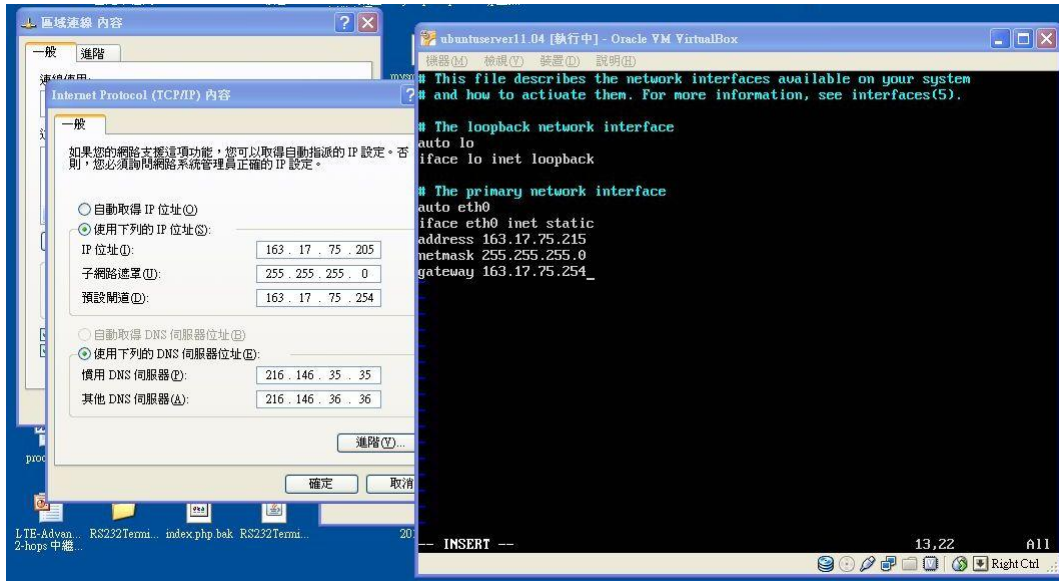 區域連線 內容
一般
進階
Internet Protocol (TCP/IP) 內容
一般
如果您的網路支援這項功能，您可以取得自動指派的 IP 設定。否
則，您必須詢問網路系統管理員正確的 IP 設定。
自動取得 IP 位址(O)
使用下列的 IP 位址(S):
IP 位址(I):
163 . 17 . 75 . 205
子網路遮罩(U):
255 . 255 . 255 . 0
預設閘道(D):
163 . 17 . 75 . 254
自動取得 DNS 伺服器位址(B)
使用下列的 DNS 伺服器位址(E):
慣用 DNS 伺服器(P):
216 . 146 . 35 . 35
其他 DNS 伺服器(A):
216 . 146 . 36 . 36
進階(V)...
確定
取消
LTE-Advan...
2-hops 中繼...
RS232Termi...
index.php.bak
RS232Termi...
ubuntuserver11.04 [執行中] - Oracle VM VirtualBox
機器(M) 檢視(V) 裝置(D) 說明(H)
# This file describes the network interfaces available on your system
# and how to activate them. For more information, see interfaces(5).
# The loopback network interface
auto lo
iface lo inet loopback
# The primary network interface
auto eth0
iface eth0 inet static
address 163.17.75.215
netmask 255.255.255.0
gateway 163.17.75.254_
-- INSERT --
13,22
All
Right Ctrl